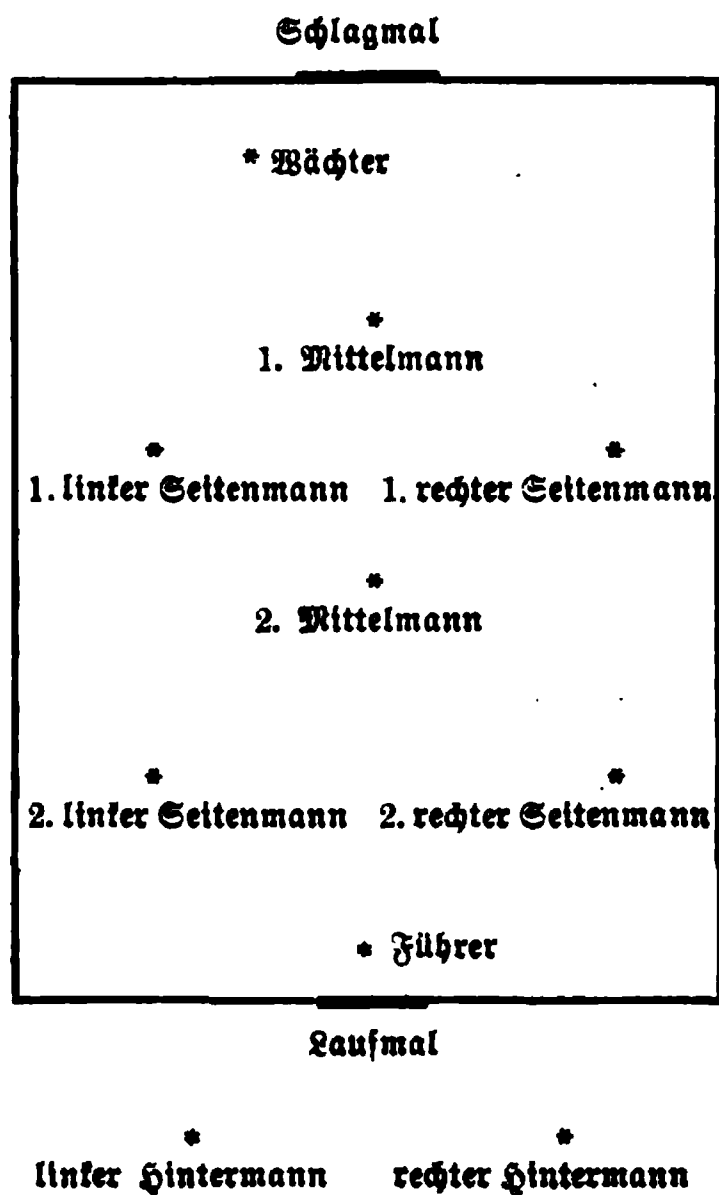 Schlagmal
* Wächter
*
1. Mittelmann
* *
1. linker Seitenmann 1. rechter Seitenmann
*
2. Mittelmann
* *
2. linker Seitenmann 2. rechter Seitenmann
* Führer
Laufmal
* *
linker Hintermann rechter Hintermann